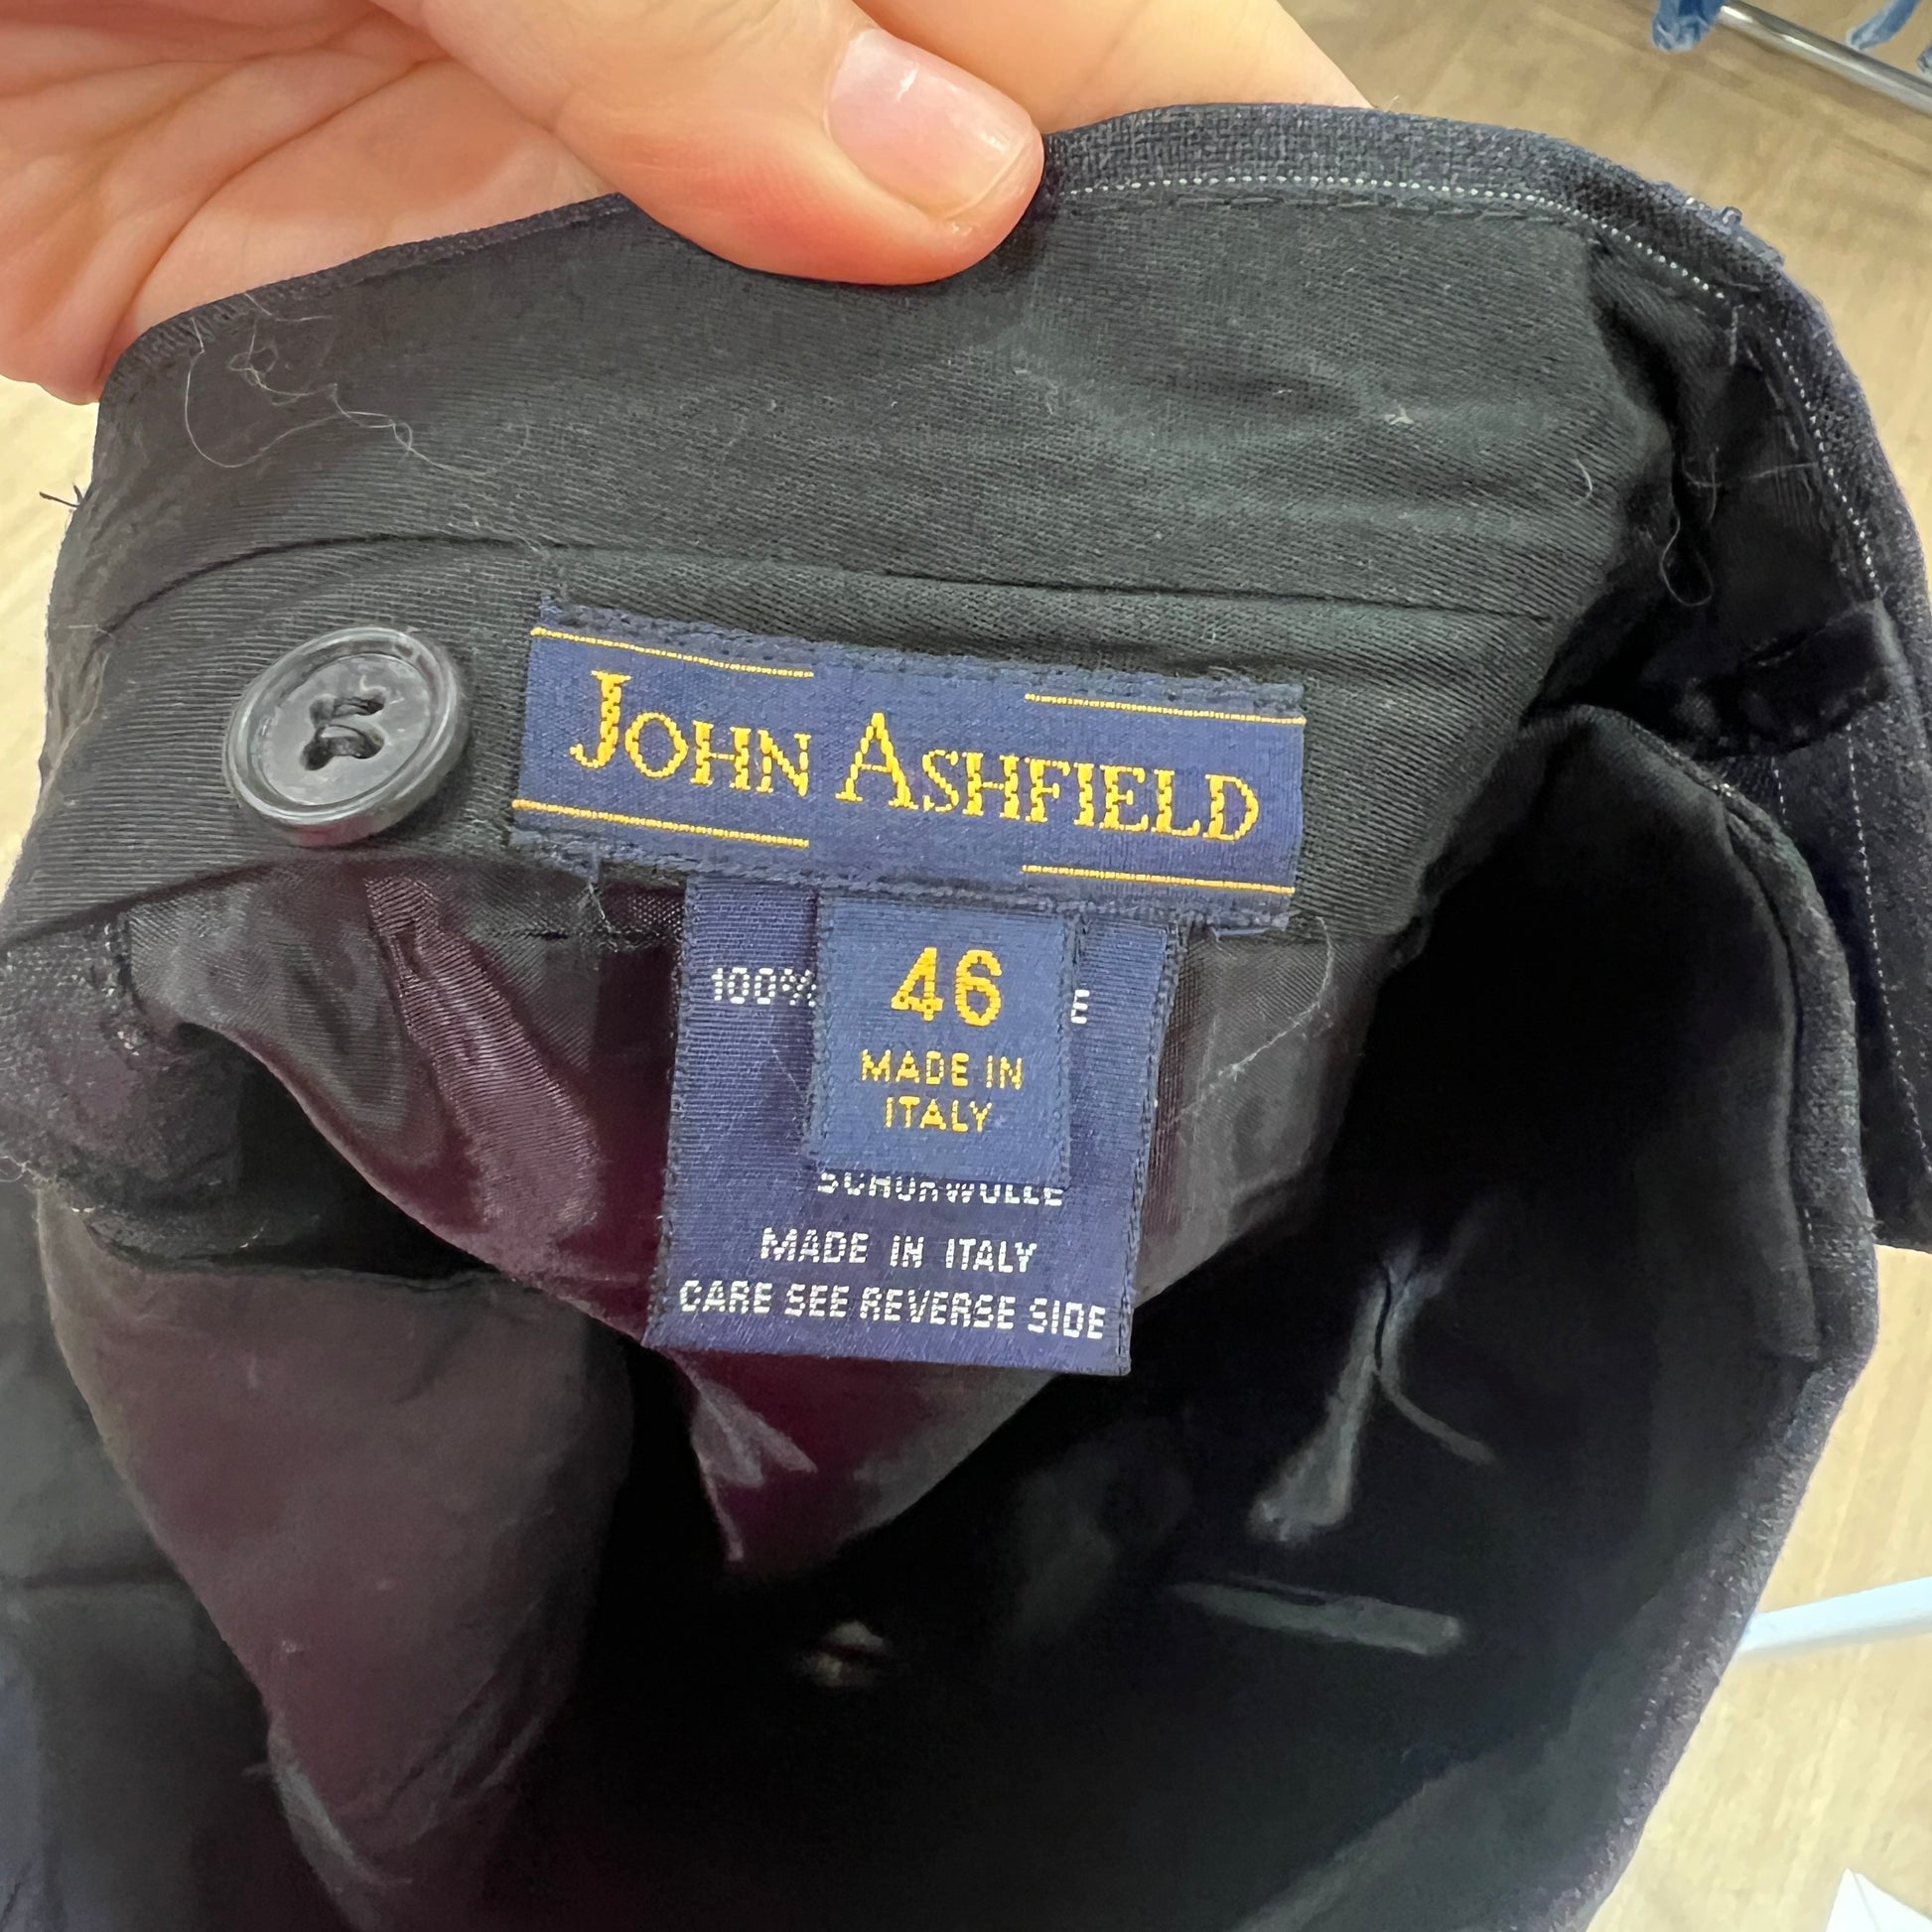 JOHN ASHFIELD
46
MADE IN
ITALY
100%
E
SCHURWOLLE
MADE IN ITALY
CARE SEE REVERSE SIDE